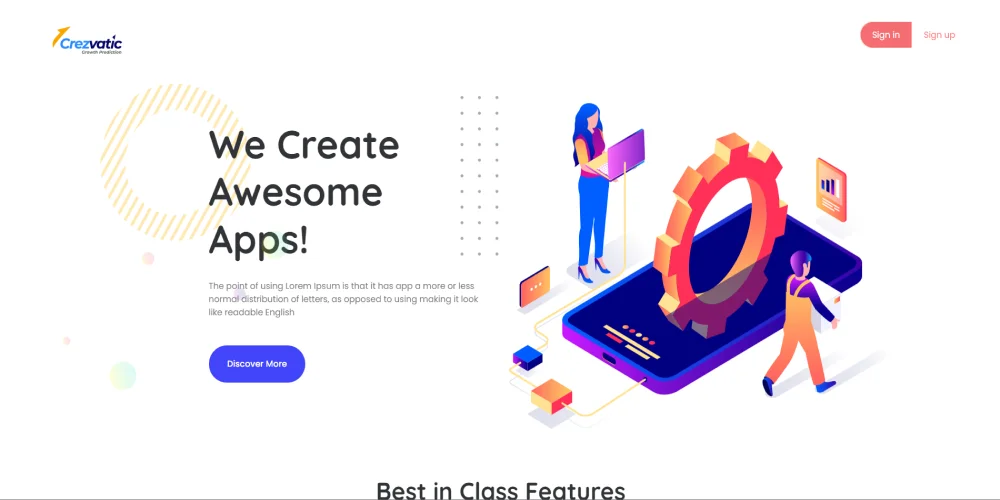 Crezvatic
Growth Prediction
Sign in
Sign up
We Create
Awesome
Apps!
The point of using Lorem Ipsum is that it has app a more or less
normal distribution of letters, as opposed to using making it look
like readable English
Discover More
Best in Class Features